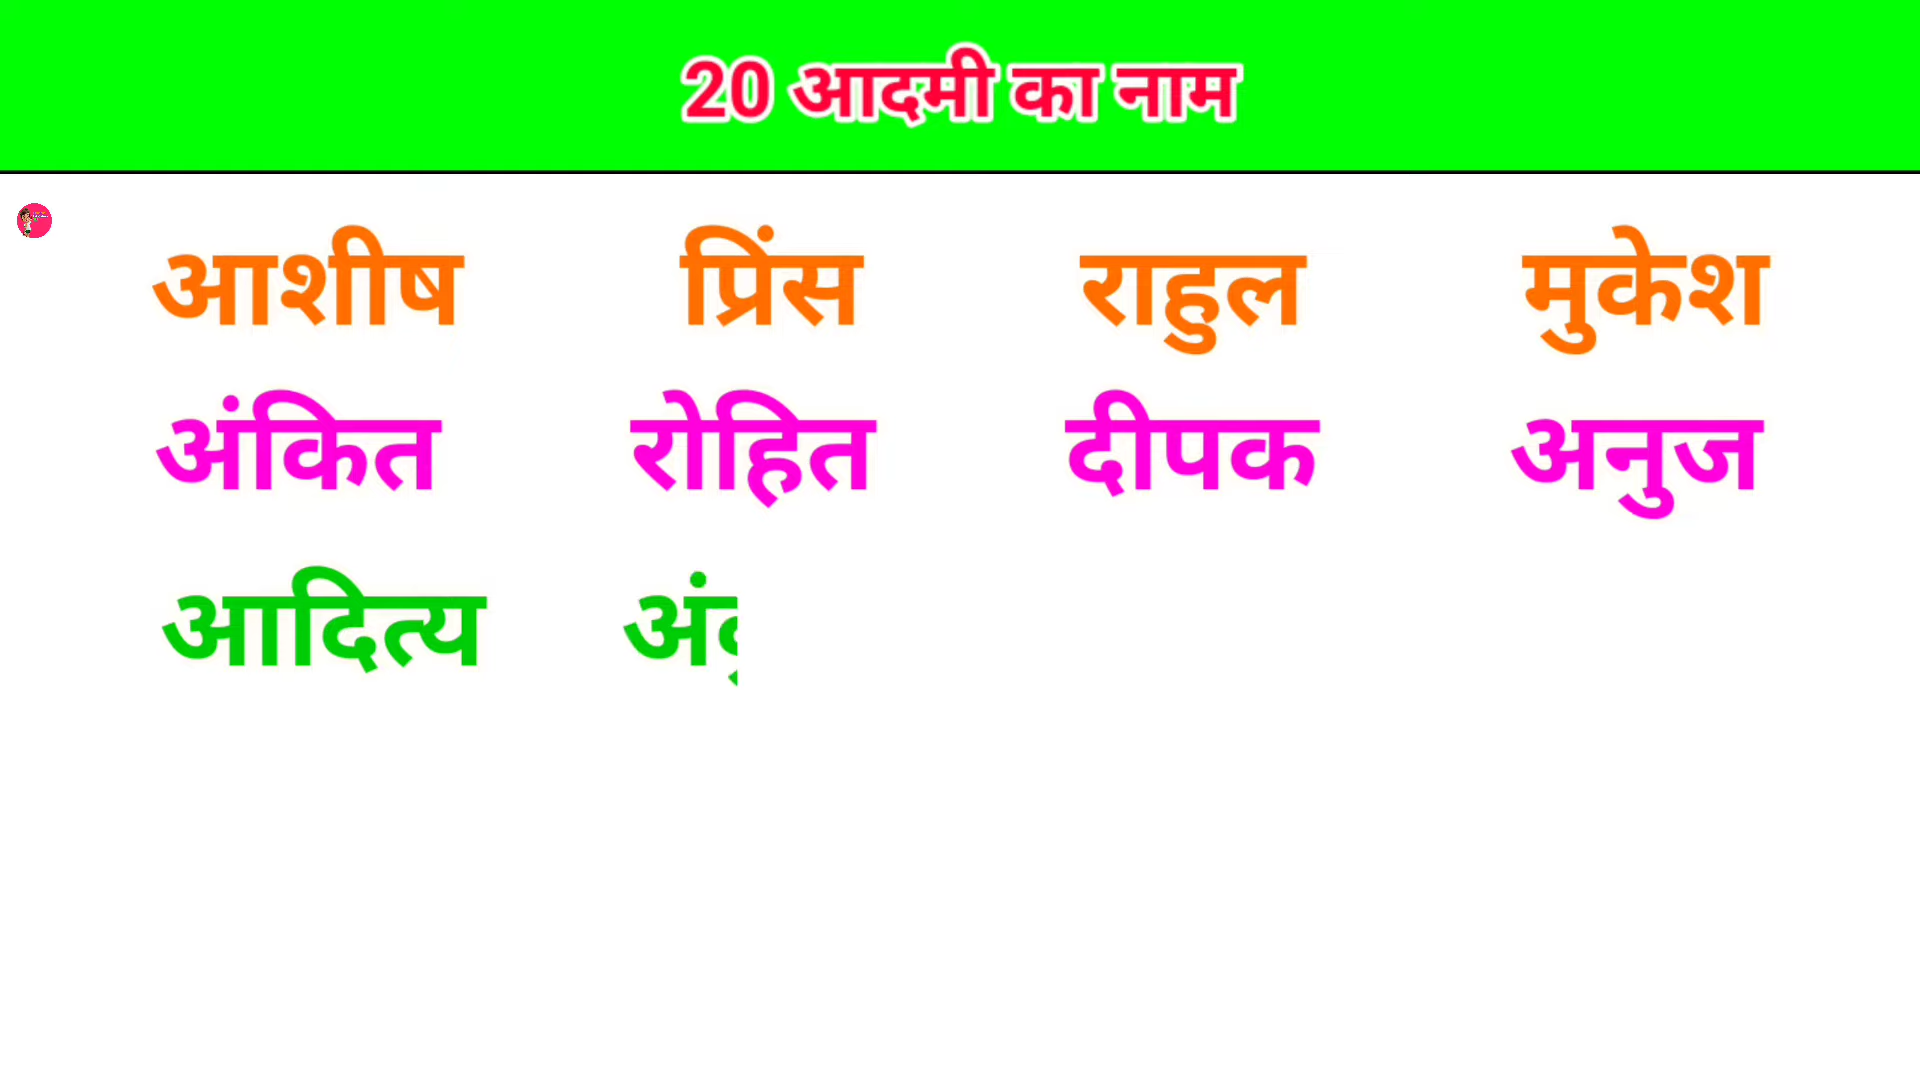 20 आदमी का नाम
आशीष प्रिंस राहुल मुकेश
अंकित रोहित दीपक अनुज
आदित्य